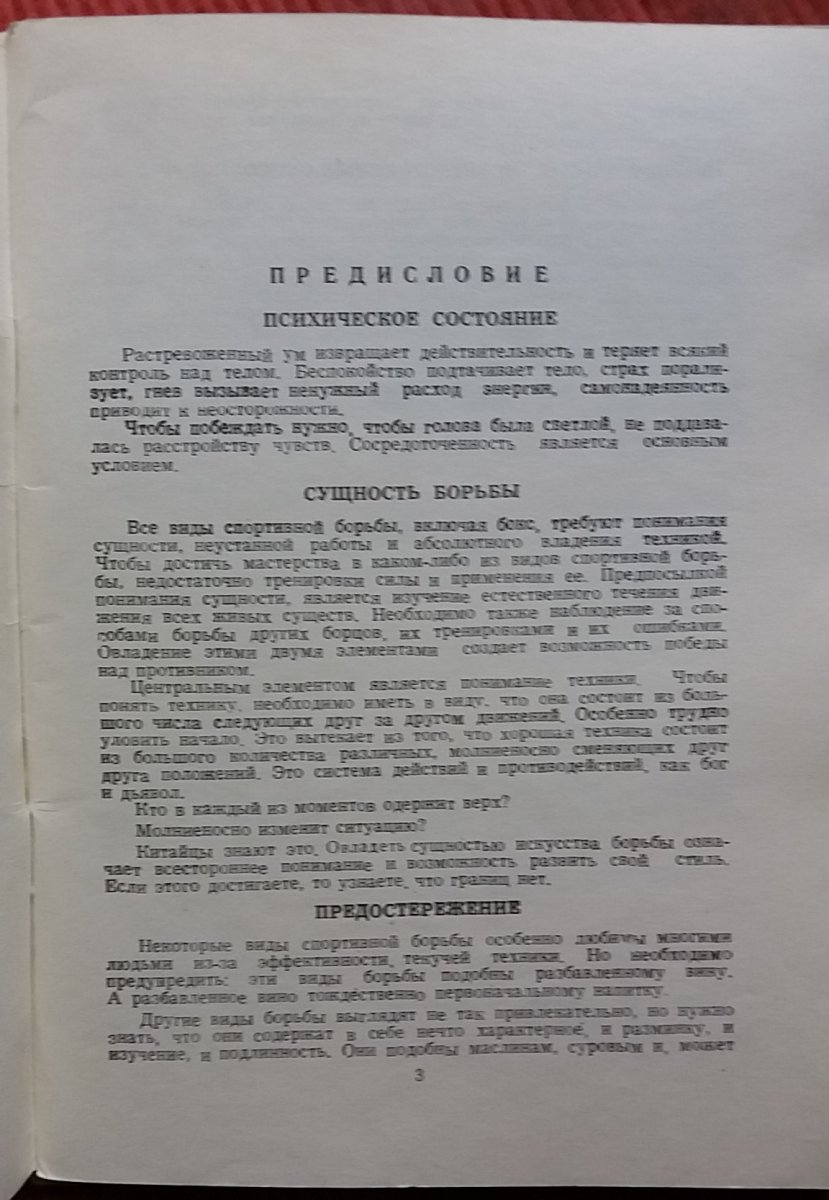 ПРЕДИСЛОВИЕ
ПСИХИЧЕСКОЕ СОСТОЯНИЕ
Растревоженный ум извращает действительность и теряет всякий
контроль над телом. Беспокойство подтачивает тело, страх парали-
зует, гнев вызывает ненужный расход энергии, самонадеянность
приводит к неосторожности.
Чтобы побеждать нужно, чтобы голова была светлой, не поддава-
лась расстройству чувств. Сосредоточенность является основным
условием.
СУЩНОСТЬ БОРЬБЫ
Все виды спортивной борьбы, включая бокс, требуют понимания
сущности, неустанной работы и абсолютного владения техникой.
Чтобы достичь мастерства в каком-либо из видов спортивной борь-
бы, недостаточно тренировки силы и применения ее. Предпосылкой
понимания сущности, является изучение естественного течения дви-
жения всех живых существ. Необходимо также наблюдение за спо-
собами борьбы других борцов, их тренировками и их ошибками.
Овладение этими двумя элементами создает возможность победы
над противником.
Центральным элементом является понимание техники. Чтобы
понять технику, необходимо иметь в виду, что она состоит из боль-
шого числа следующих друг за другом движений. Особенно трудно
уловить начало. Это вытекает из того, что хорошая техника состоит
из большого количества различных, молниеносно сменяющих друг
друга положений. Это система действий и противодействий, как бог
и дьявол.
Кто в каждый из моментов одержит верх?
Молниеносно изменит ситуацию?
Китайцы знают это. Овладеть сущностью искусства борьбы озна-
чает всестороннее понимание и возможность развить свой стиль.
Если этого достигаете, то узнаете, что границ нет.
ПРЕДОСТЕРЕЖЕНИЕ
Некоторые виды спортивной борьбы особенно любимы многими
людьми из-за эффективности текучей техники. Но необходимо
предупредить: эти виды борьбы подобны разбавленному вину.
А разбавленное вино тождественно первоначальному напитку.
Другие виды борьбы выглядят не так привлекательно, но нужно
знать, что они содержат в себе нечто характерное, и разминку, и
изучение, и подлинность. Они подобны маслинам, суровым и, может
3